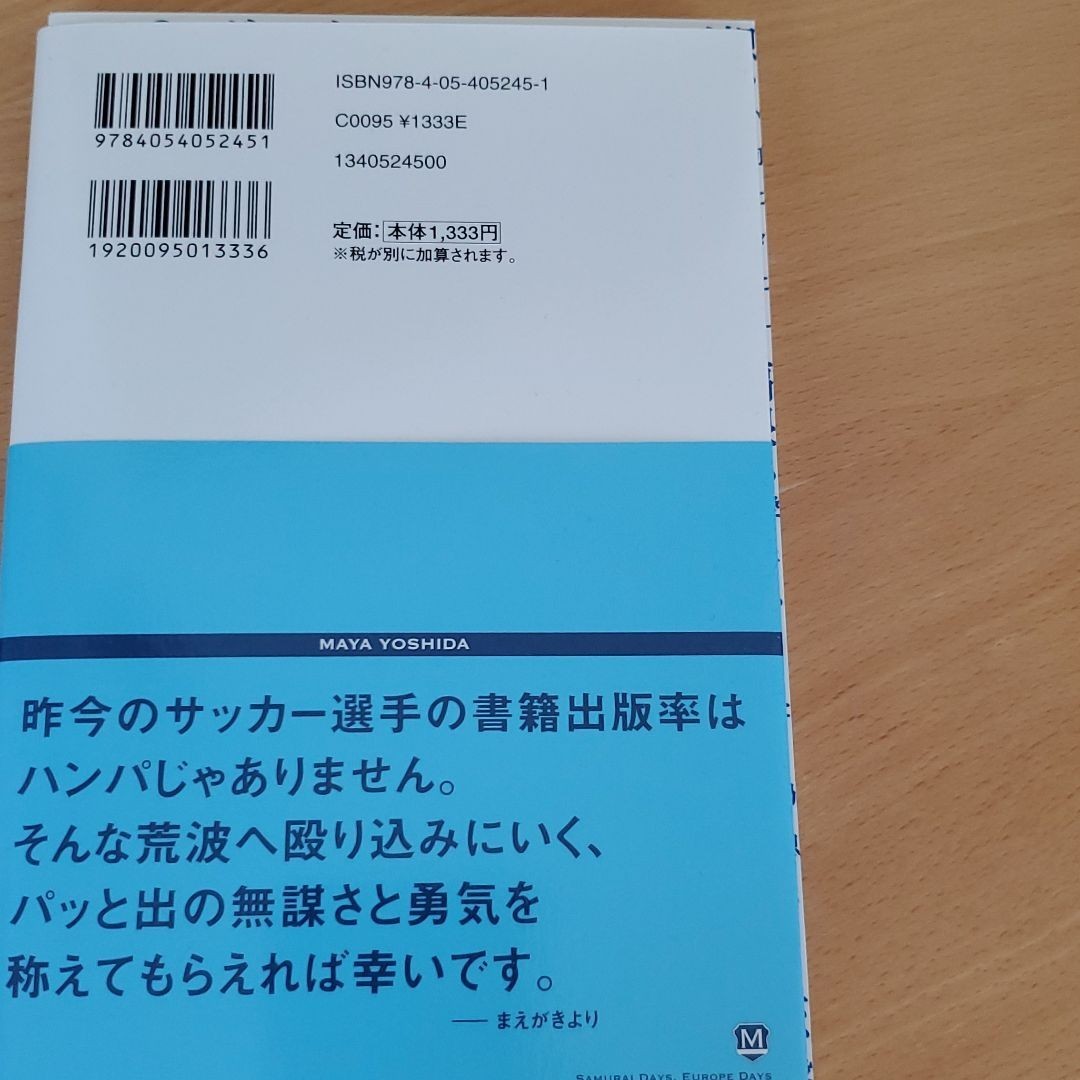 9784054052451
ISBN978-4-05-405245-1
C0095 ¥1333E
1340524500
1920095013336
定価：本体1,333円
※税が別に加算されます。
MAYA YOSHIDA
昨今のサッカー選手の書籍出版率は
ハンパじゃありません。
そんな荒波へ殴り込みにいく、
パッと出の無謀さと勇気を
称えてもらえれば幸いです。
── まえがきより
M
SAMURAI DAYS, EUROPE DAYS